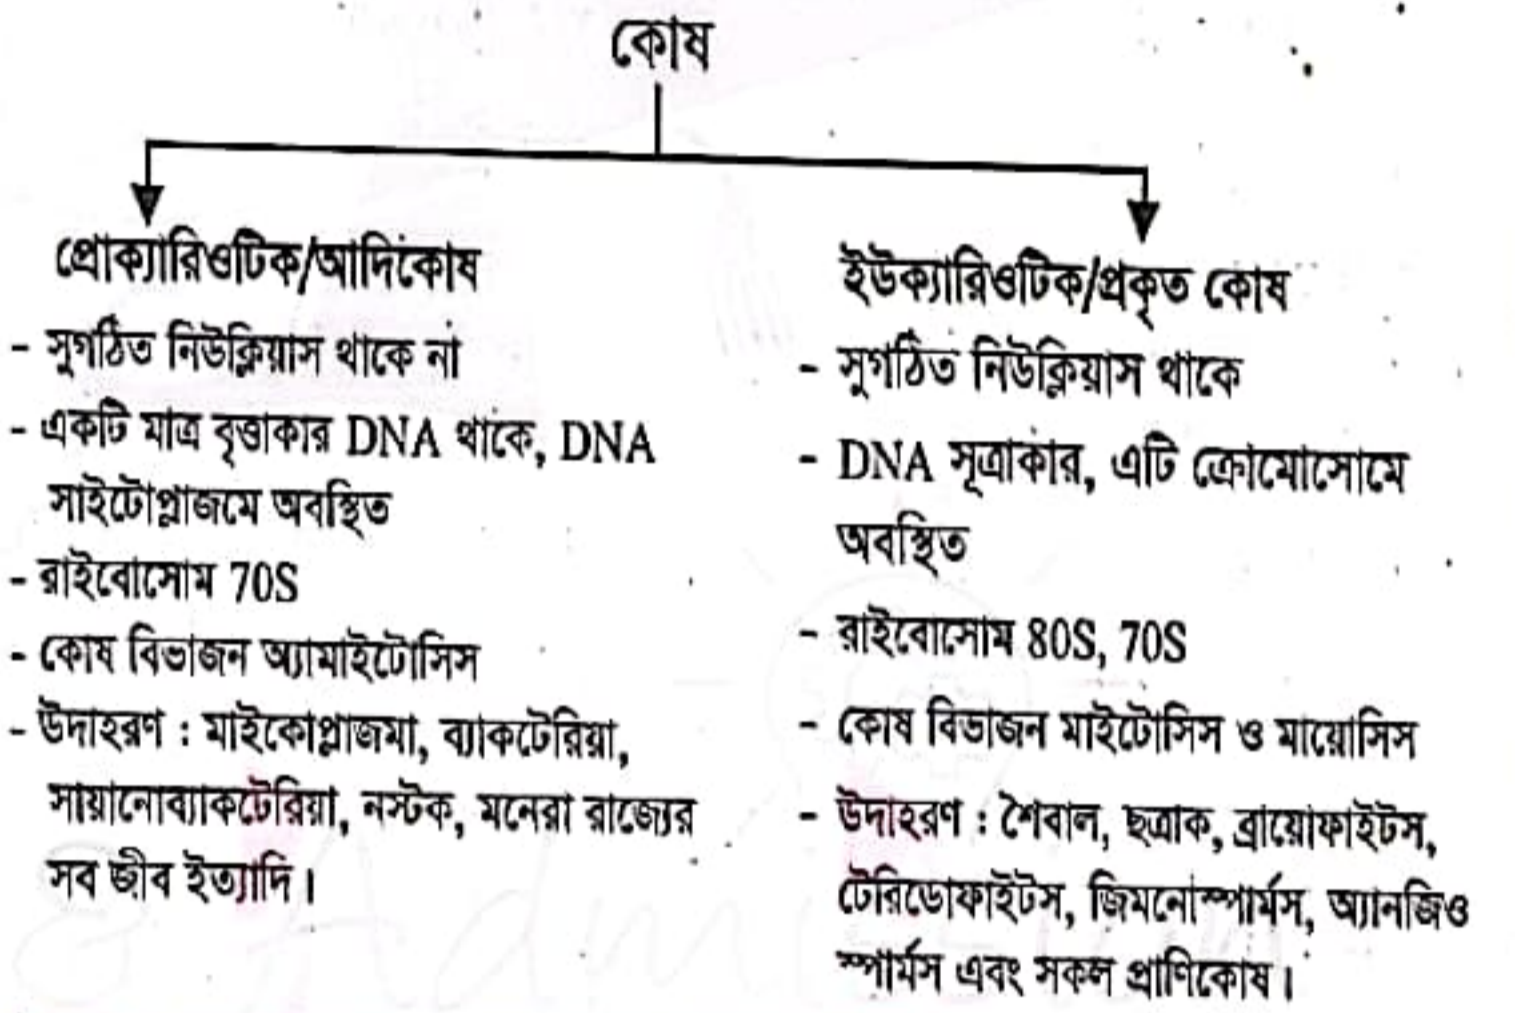 কোষ
প্রোক্যারিওটিক/আদিকোষ
- সুগঠিত নিউক্লিয়াস থাকে না
- একটি মাত্র বৃত্তাকার DNA থাকে, DNA
সাইটোপ্লাজমে অবস্থিত
- রাইবোসোম 70S
- কোষ বিভাজন অ্যামাইটোসিস
- উদাহরণ : মাইকোপ্লাজমা, ব্যাকটেরিয়া,
সায়ানোব্যাকটেরিয়া, নস্টক, মনেরা রাজ্যের
সব জীব ইত্যাদি।
ইউক্যারিওটিক/প্রকৃত কোষ
- সুগঠিত নিউক্লিয়াস থাকে
- DNA সূত্রাকার, এটি ক্রোমোসোমে
অবস্থিত
- রাইবোসোম 80S, 70S
- কোষ বিভাজন মাইটোসিস ও মায়োসিস
- উদাহরণ : শৈবাল, ছত্রাক, ব্রায়োফাইটস,
টেরিডোফাইটস, জিমনোস্পার্মস, অ্যানজিও
স্পার্মস এবং সকল প্রাণিকোষ।